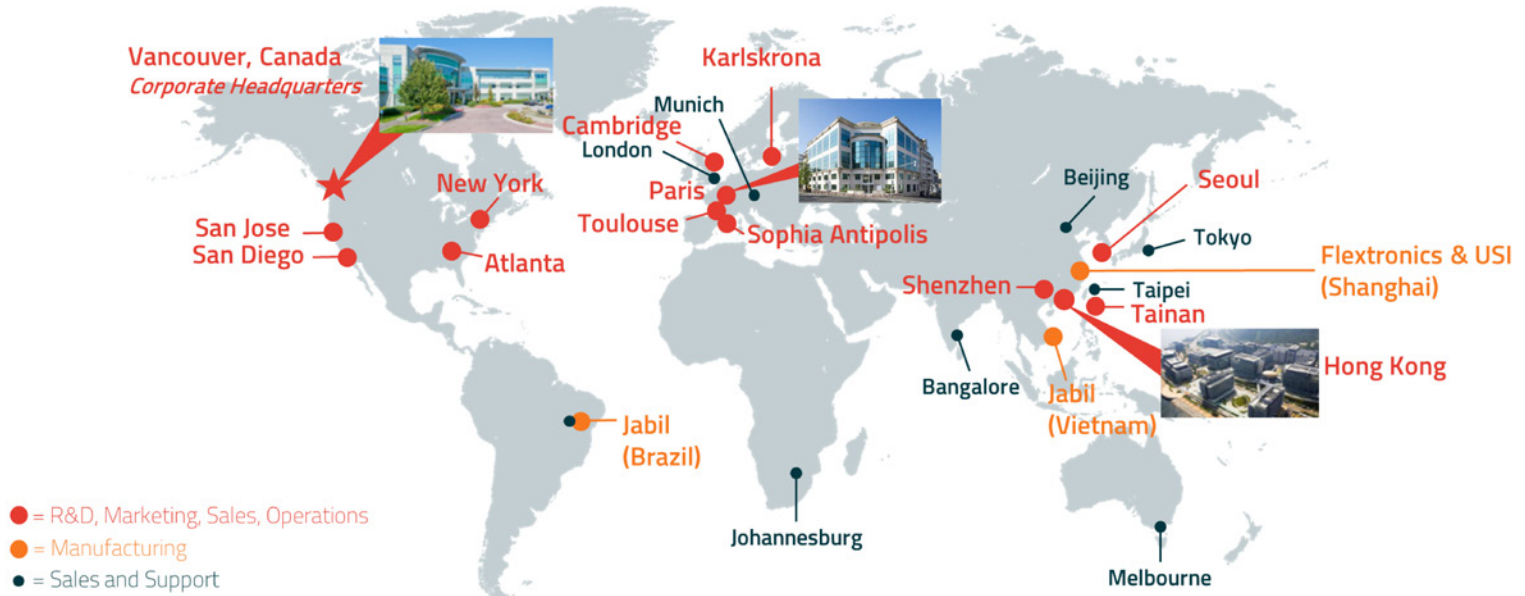 Vancouver, Canada
Corporate Headquarters
Karlskrona
Munich
Cambridge
London
New York
Paris
Toulouse
Sophia Antipolis
San Jose
San Diego
Atlanta
Beijing
Seoul
Tokyo
Flextronics & USI
(Shanghai)
Shenzhen
Taipei
Tainan
Hong Kong
Bangalore
Jabil
(Vietnam)
Jabil
(Brazil)
Johannesburg
Melbourne
= R&D, Marketing, Sales, Operations
= Manufacturing
= Sales and Support